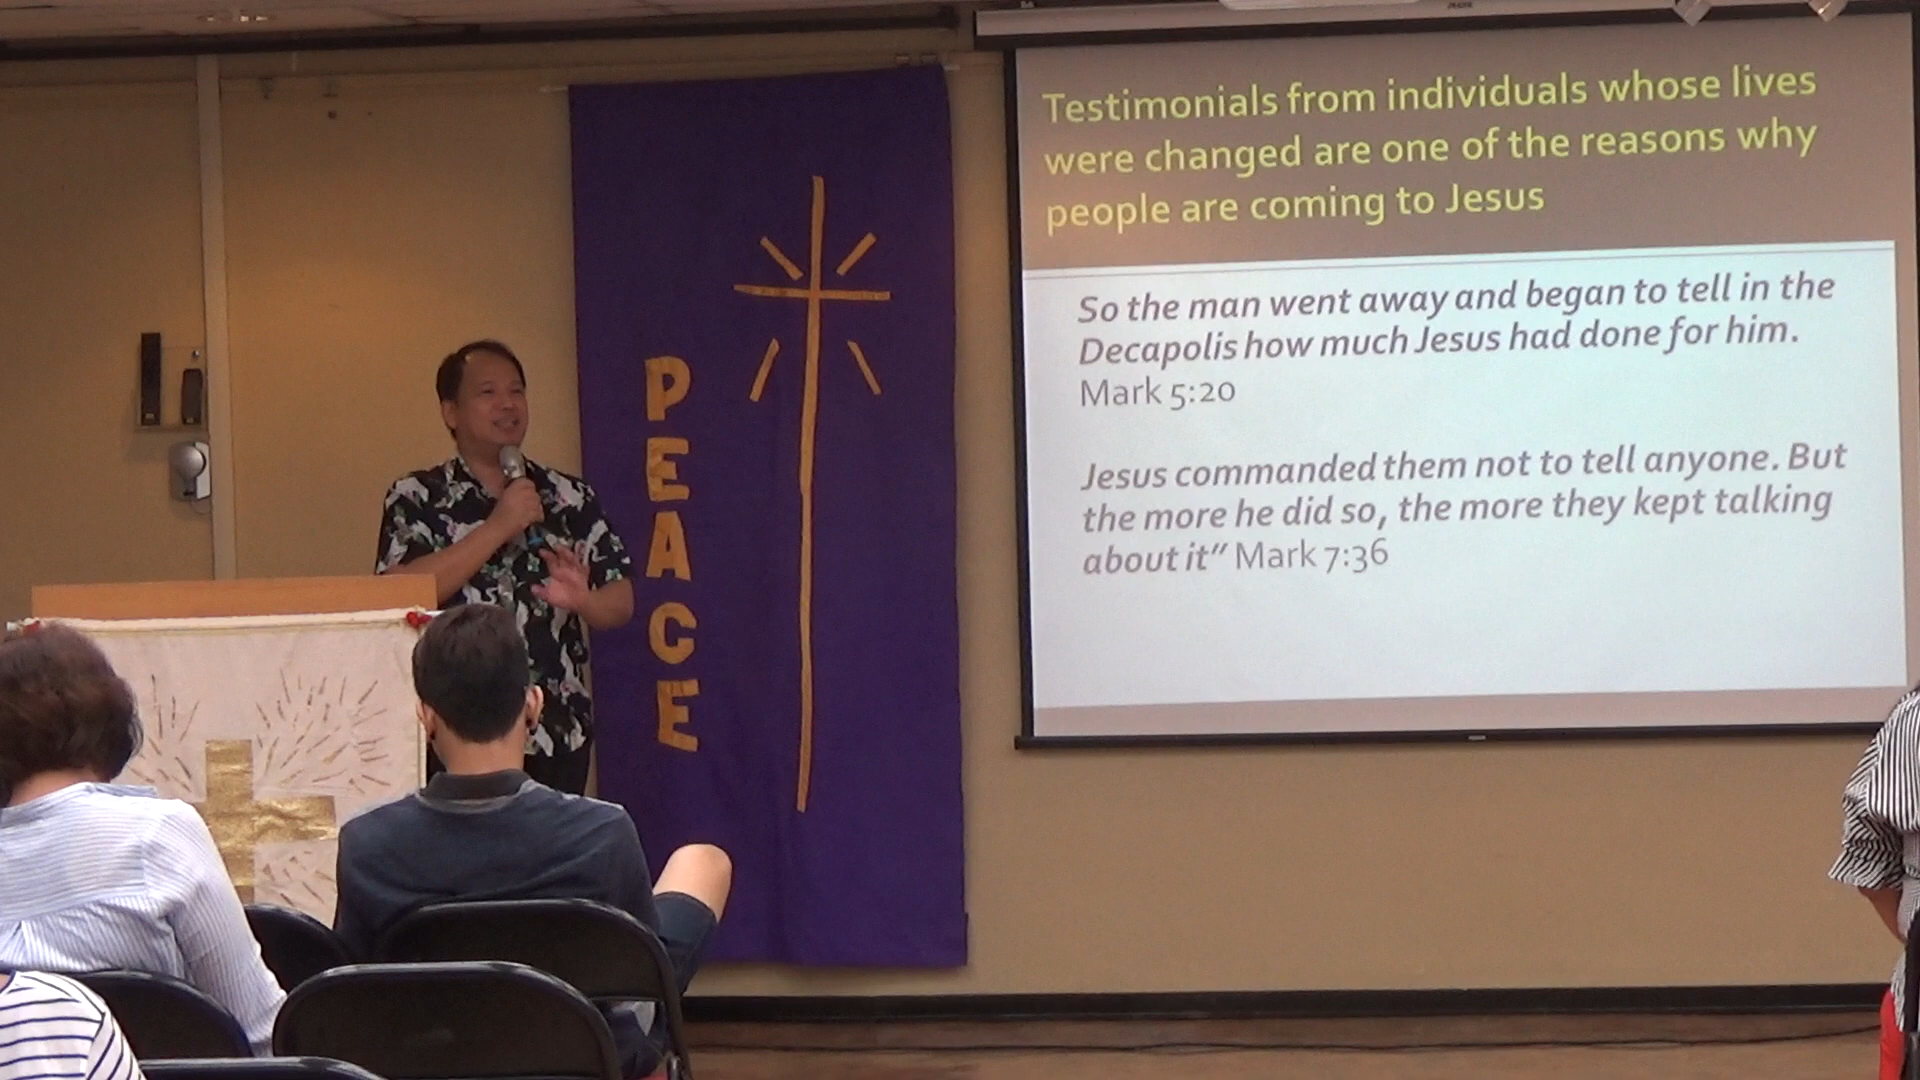 PEACE
Testimonials from individuals whose lives
were changed are one of the reasons why
people are coming to Jesus
So the man went away and began to tell in the
Decapolis how much Jesus had done for him.
Mark 5:20
Jesus commanded them not to tell anyone. But
the more he did so, the more they kept talking
about it” Mark 7:36